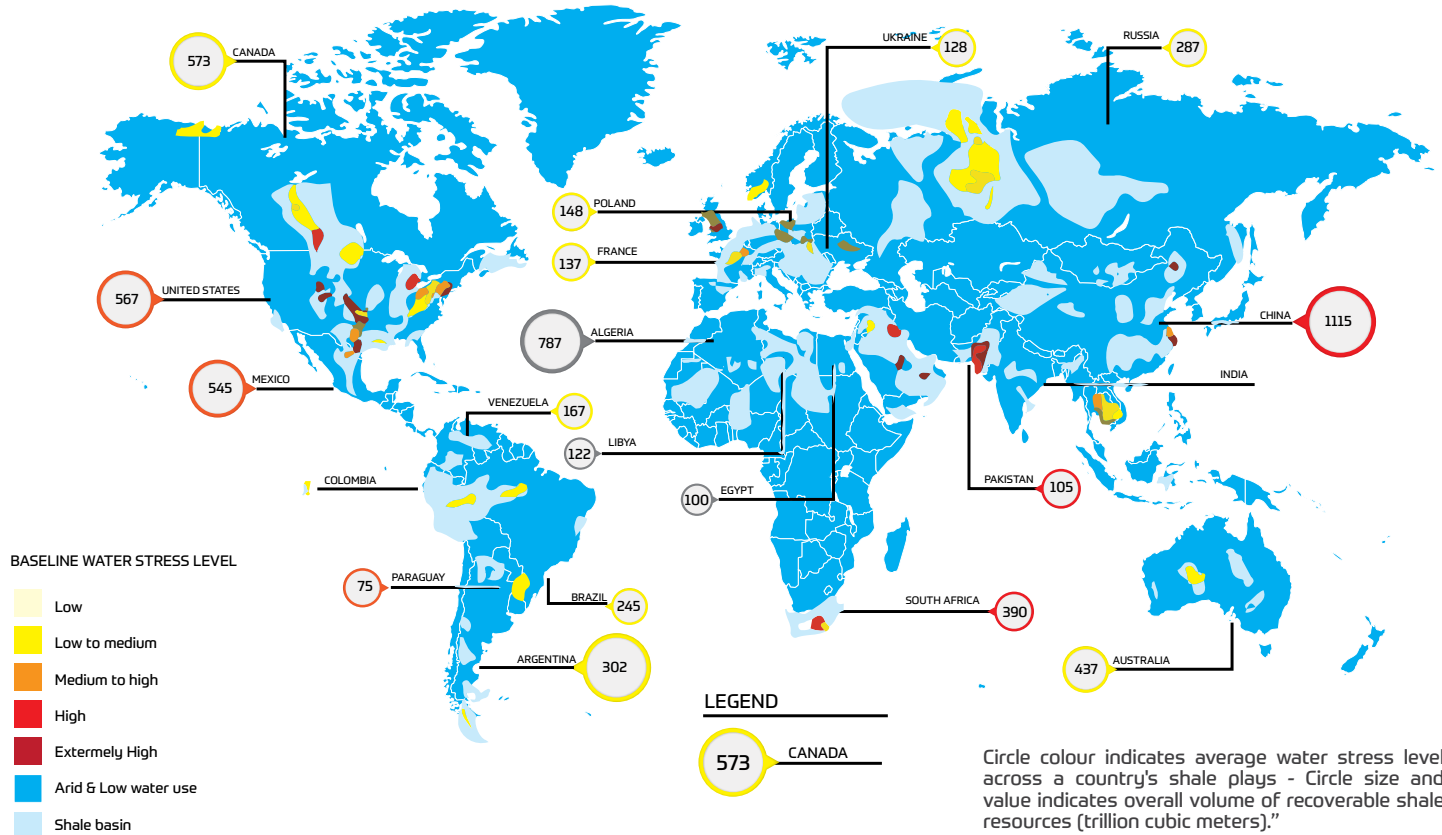 573
CANADA
UKRAINE
128
RUSSIA
287
148
POLAND
137
FRANCE
567
UNITED STATES
787
ALGERIA
CHINA
1115
545
MEXICO
INDIA
VENEZUELA
167
122
LIBYA
COLOMBIA
100
EGYPT
PAKISTAN
105
BASELINE WATER STRESS LEVEL
Low
Low to medium
Medium to high
High
Extermely High
Arid & Low water use
Shale basin
75
PARAGUAY
BRAZIL
245
SOUTH AFRICA
390
ARGENTINA
302
437
AUSTRALIA
LEGEND
573
CANADA
Circle colour indicates average water stress level
across a country's shale plays - Circle size and
value indicates overall volume of recoverable shale
resources (trillion cubic meters).”